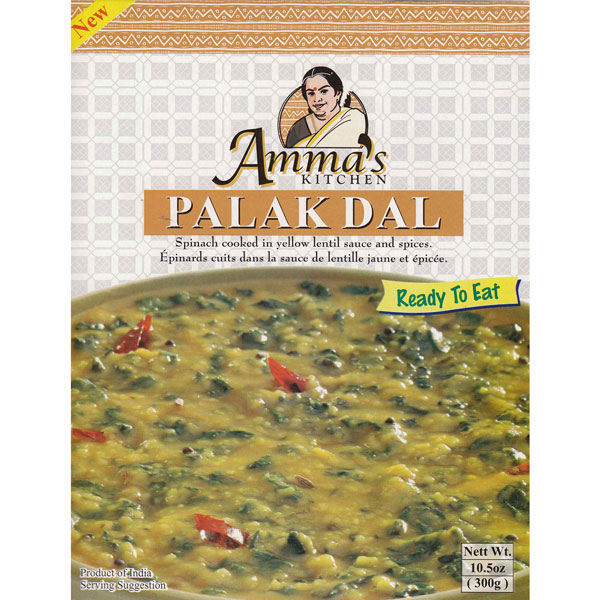 New
Amma's
KITCHEN
PALAK DAL
Spinach cooked in yellow lentil sauce and spices.
Épinards cuits dans la sauce de lentille jaune et épicée.
Ready To Eat
Product of India
Serving Suggestion
Nett Wt.
10.5oz
( 300g )